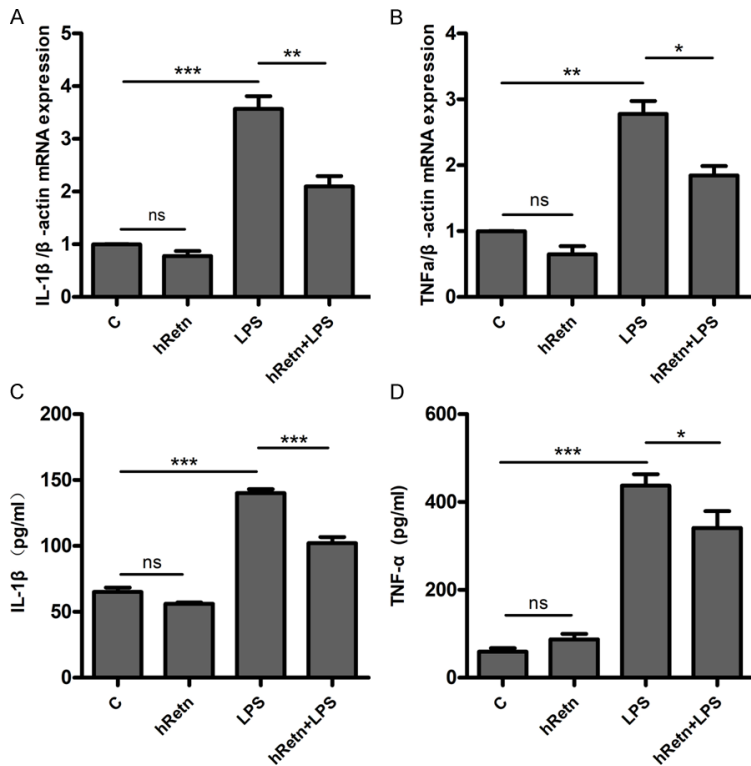 A
IL-1β /β -actin mRNA expression
5
4
3
2
1
0
***
**
ns
C
hRetn
LPS
hRetn+LPS
B
TNFa/β -actin mRNA expression
4
3
2
1
0
**
*
ns
C
hRetn
LPS
hRetn+LPS
C
IL-1β （pg/ml）
200
150
100
50
0
***
***
ns
C
hRetn
LPS
hRetn+LPS
D
TNF-α (pg/ml)
600
400
200
0
***
*
ns
C
hRetn
LPS
hRetn+LPS